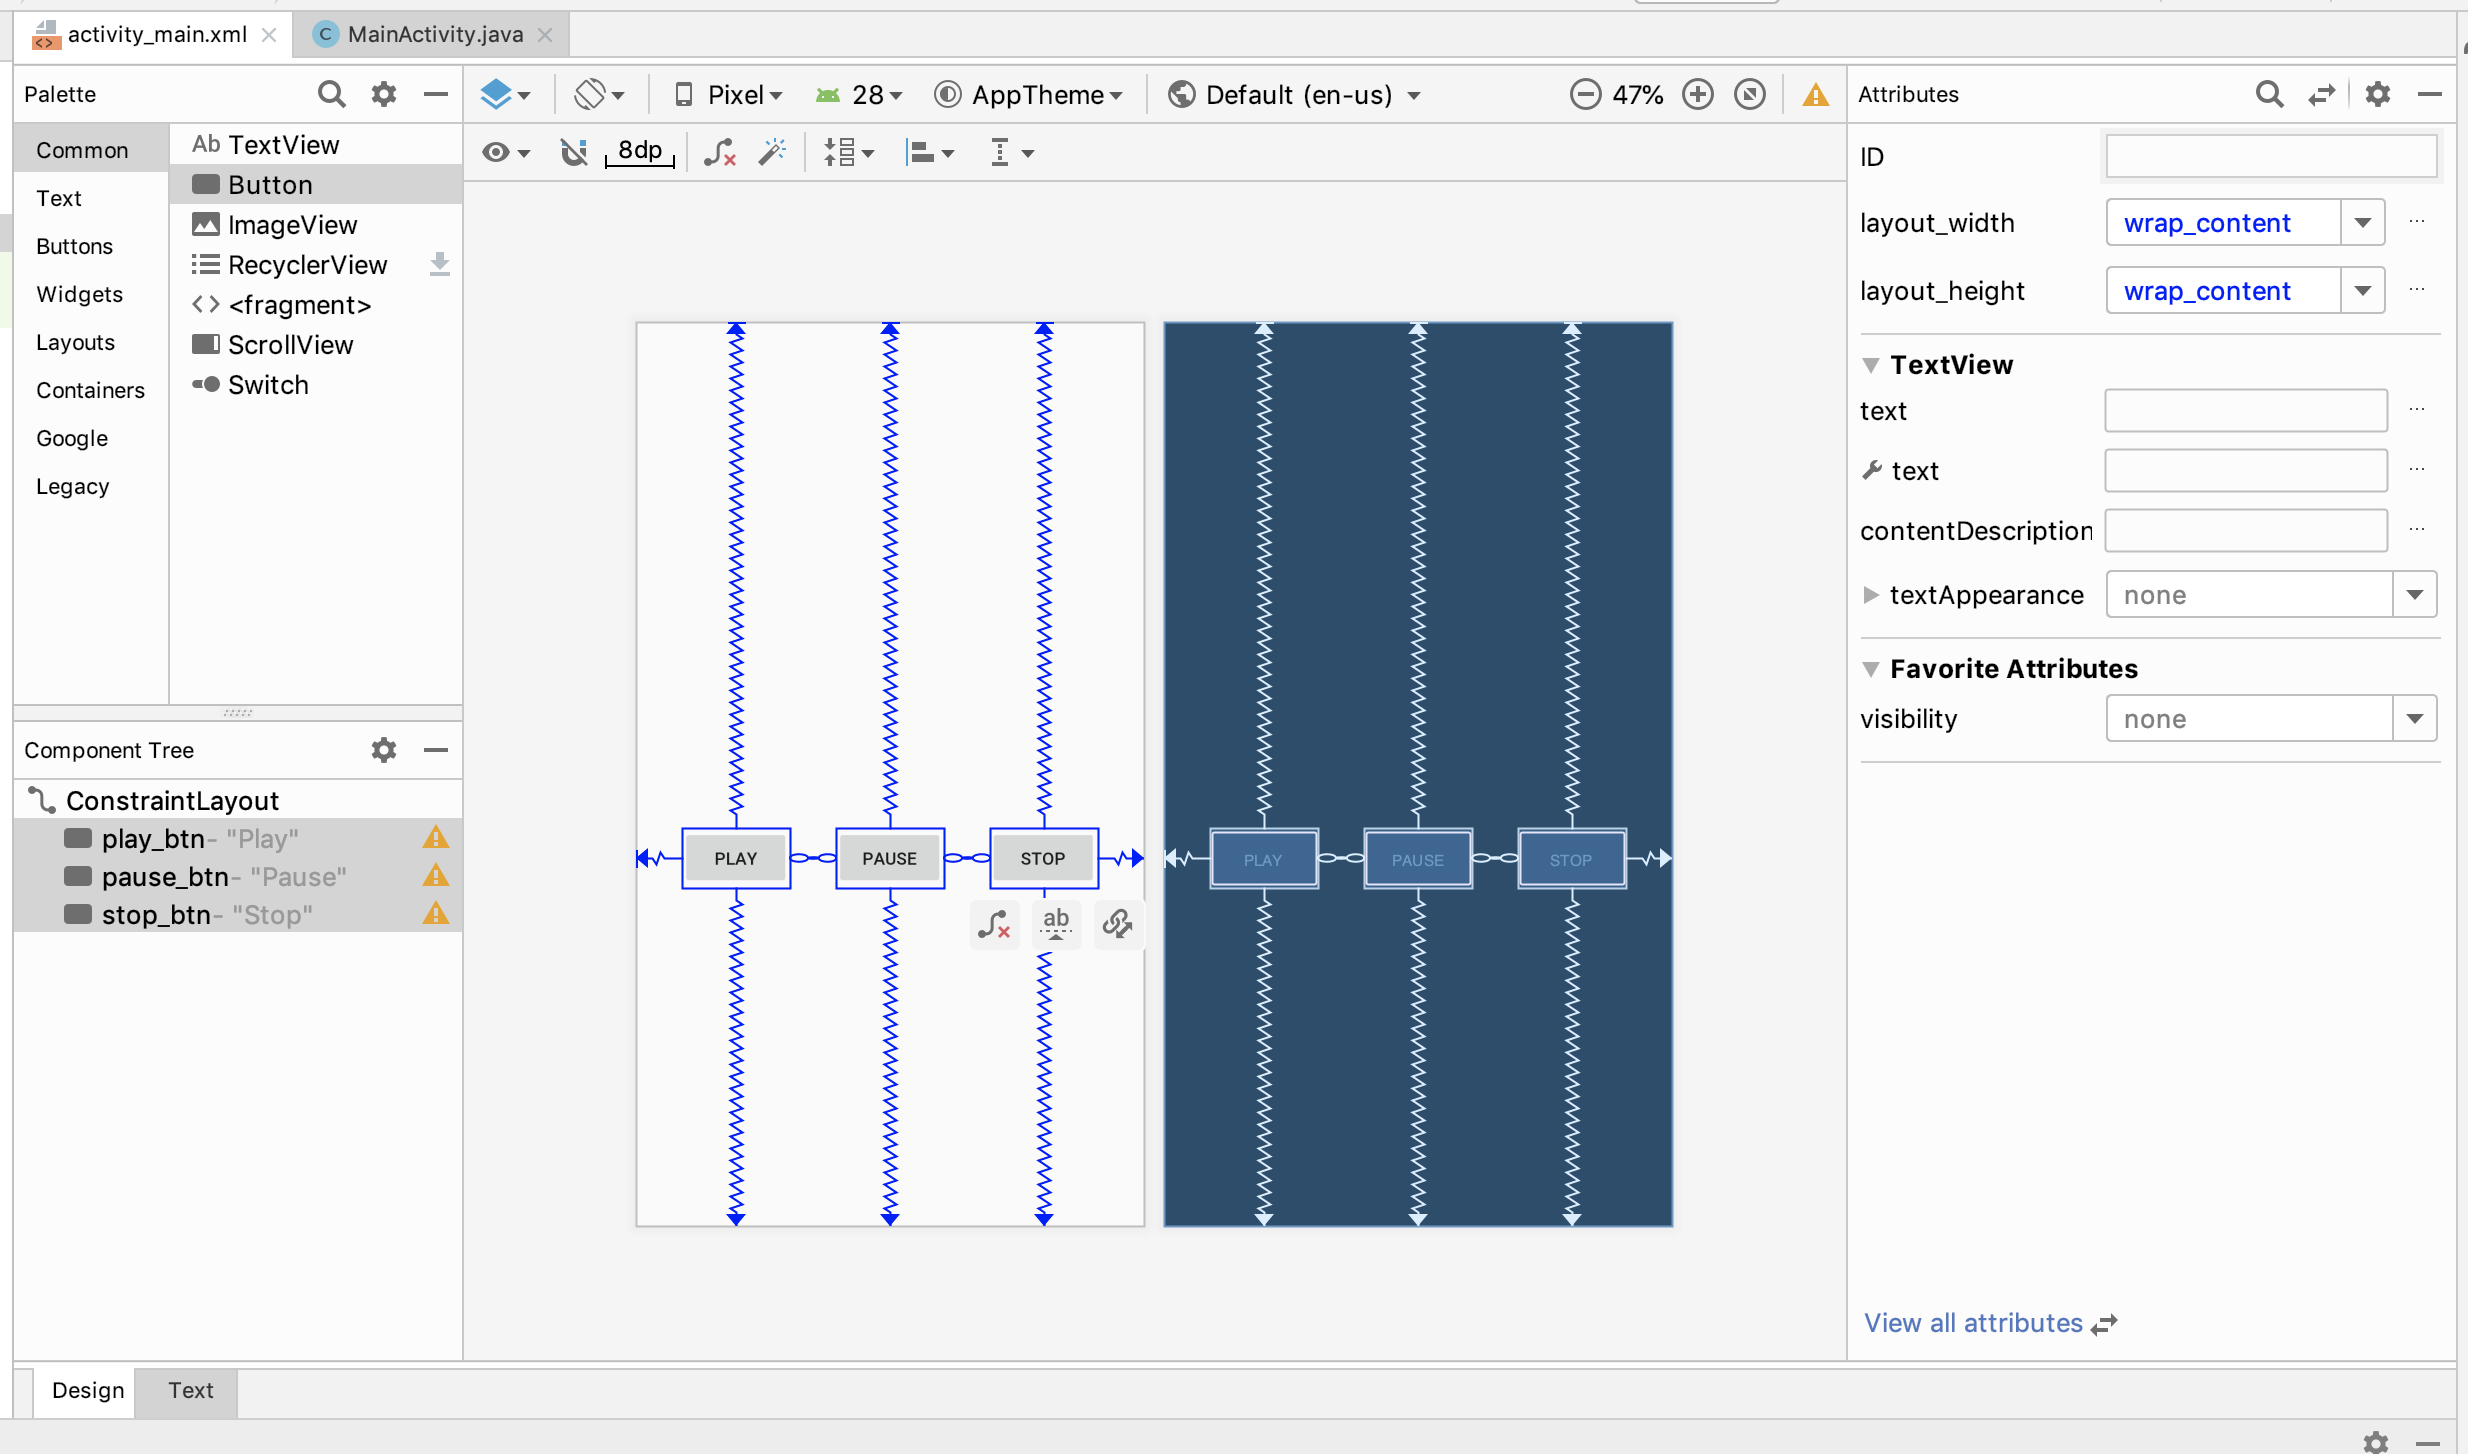 activity_main.xml
MainActivity.java
Palette
Pixel
28
AppTheme
Default (en-us)
47%
Attributes
8dp
Common
Text
Buttons
Widgets
Layouts
Containers
Google
Legacy
Ab TextView
Button
ImageView
RecyclerView
<fragment>
ScrollView
Switch
Component Tree
ConstraintLayout
play_btn- "Play"
pause_btn- "Pause"
stop_btn- "Stop"
PLAY
PAUSE
STOP
ab
PLAY
PAUSE
STOP
ID
layout_width
wrap_content
...
layout_height
wrap_content
...
TextView
text
...
text
...
contentDescription
...
textAppearance
none
Favorite Attributes
visibility
none
View all attributes
Design
Text